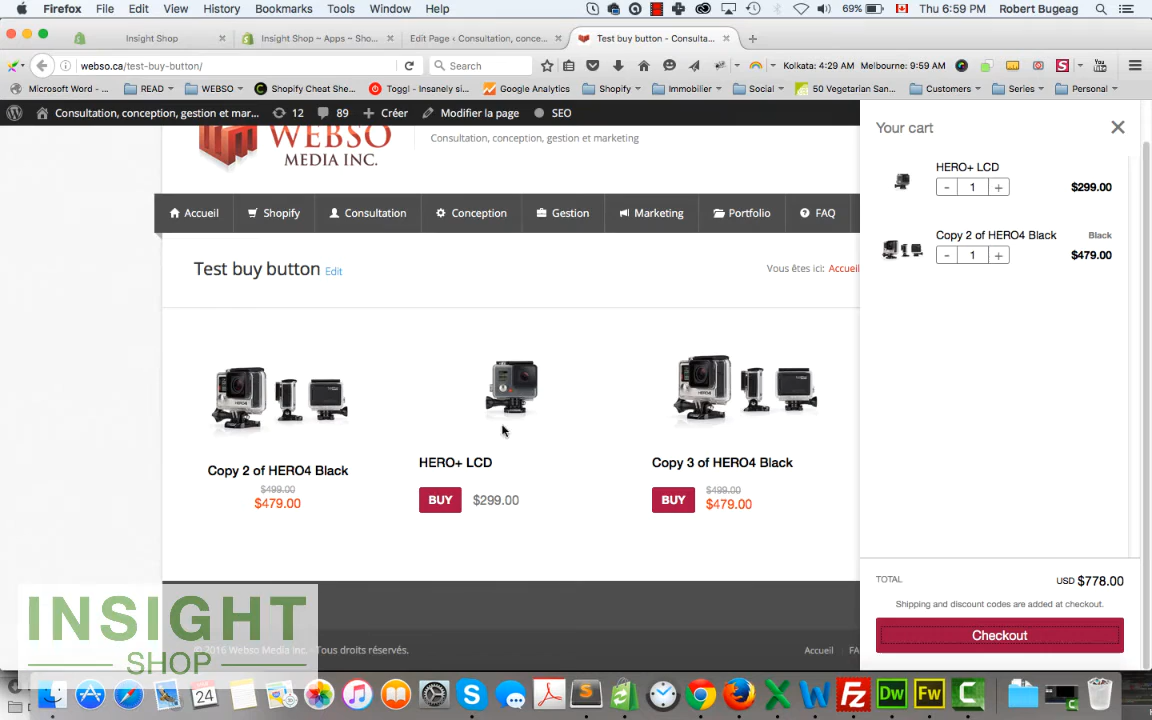 Firefox File Edit View History Bookmarks Tools Window Help 69% Thu 6:59 PM Robert Bugeag
Insight Shop × Insight Shop ~ Apps ~ Sho... × Edit Page ‹ Consultation, conce... × Test buy button - Consulta... ×
webso.ca/test-buy-button/ Search Kolkata: 4:29 AM Melbourne: 9:59 AM
Microsoft Word - ... READ WEBSO Shopify Cheat She... Toggl - Insanely si... Google Analytics Shopify Immobilier Social 50 Vegetarian San... Customers Series Personal
Consultation, conception, gestion et mar... 12 89 + Créer Modifier la page SEO
WEBSO
MEDIA INC.
Consultation, conception, gestion et marketing
Accueil Shopify Consultation Conception Gestion Marketing Portfolio FAQ
Test buy button Edit
Vous êtes ici: Accueil
Copy 2 of HERO4 Black
$499.00
$479.00
HERO+ LCD
BUY $299.00
Copy 3 of HERO4 Black
BUY $499.00
$479.00
Your cart
HERO+ LCD
- 1 + $299.00
Copy 2 of HERO4 Black Black
- 1 + $479.00
TOTAL USD $778.00
Shipping and discount codes are added at checkout.
Checkout
INSIGHT
SHOP
© 2016 Webso Media Inc. - Tous droits réservés.
Accueil FA
24 Dw Fw